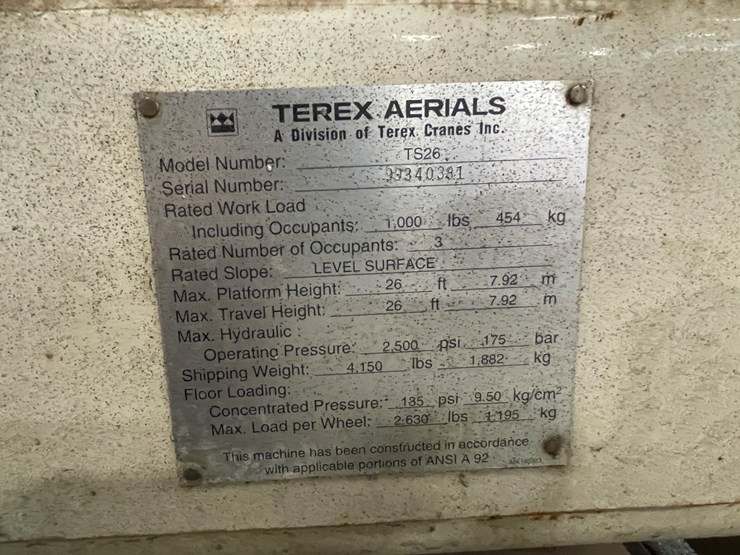 TEREX AERIALS
A Division of Terex Cranes Inc.
Model Number: TS26
Serial Number: 99340381
Rated Work Load
Including Occupants: 1,000 lbs 454 kg
Rated Number of Occupants: 3
Rated Slope: LEVEL SURFACE
Max. Platform Height: 26 ft 7.92 m
Max. Travel Height: 26 ft 7.92 m
Max. Hydraulic
Operating Pressure: 2,500 psi 175 bar
Shipping Weight: 4,150 lbs 1,882 kg
Floor Loading:
Concentrated Pressure: 135 psi 9.50 kg/cm²
Max. Load per Wheel: 2,630 lbs 1,195 kg
This machine has been constructed in accordance
with applicable portions of ANSI A 92